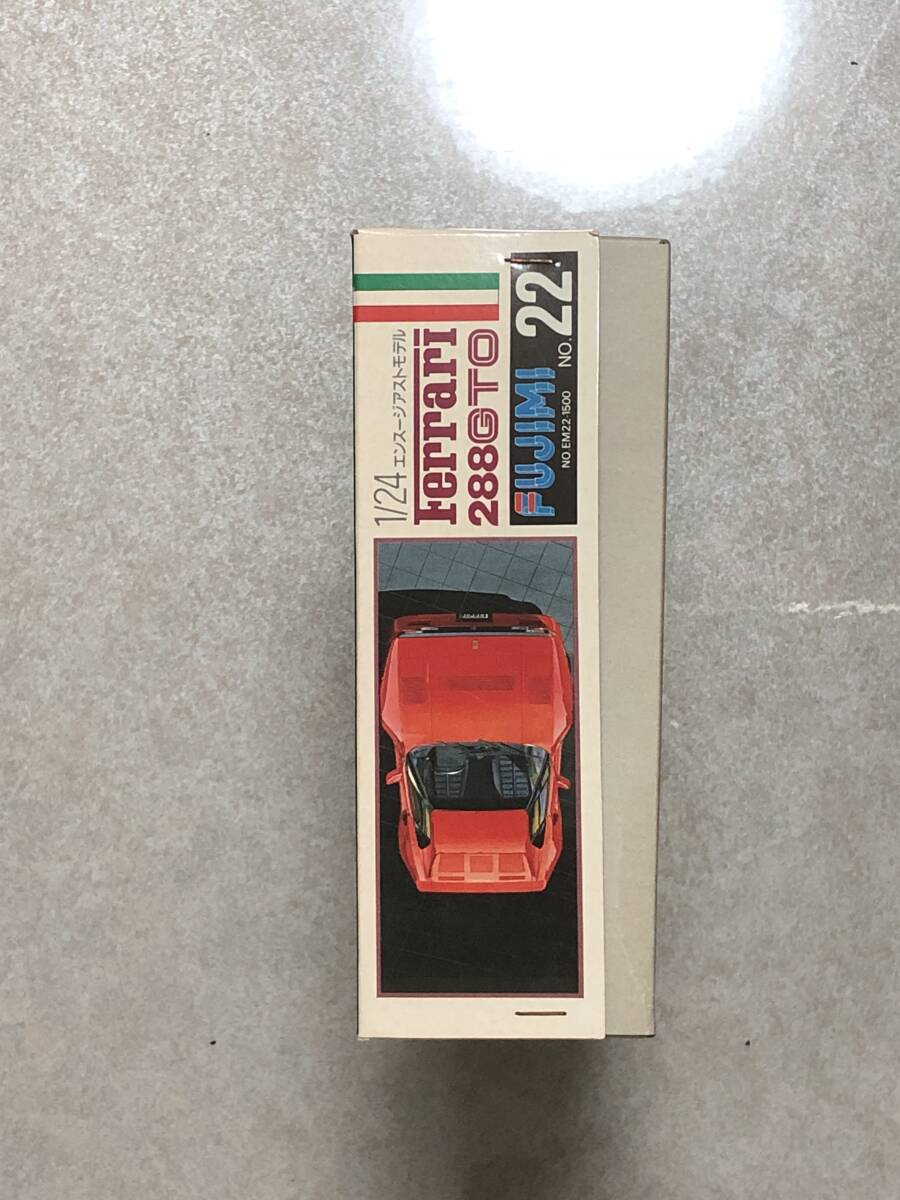 1/24 エンスージアストモデル
Ferrari
288GTO
FUJIMI NO. 22
NO.EM22-1500